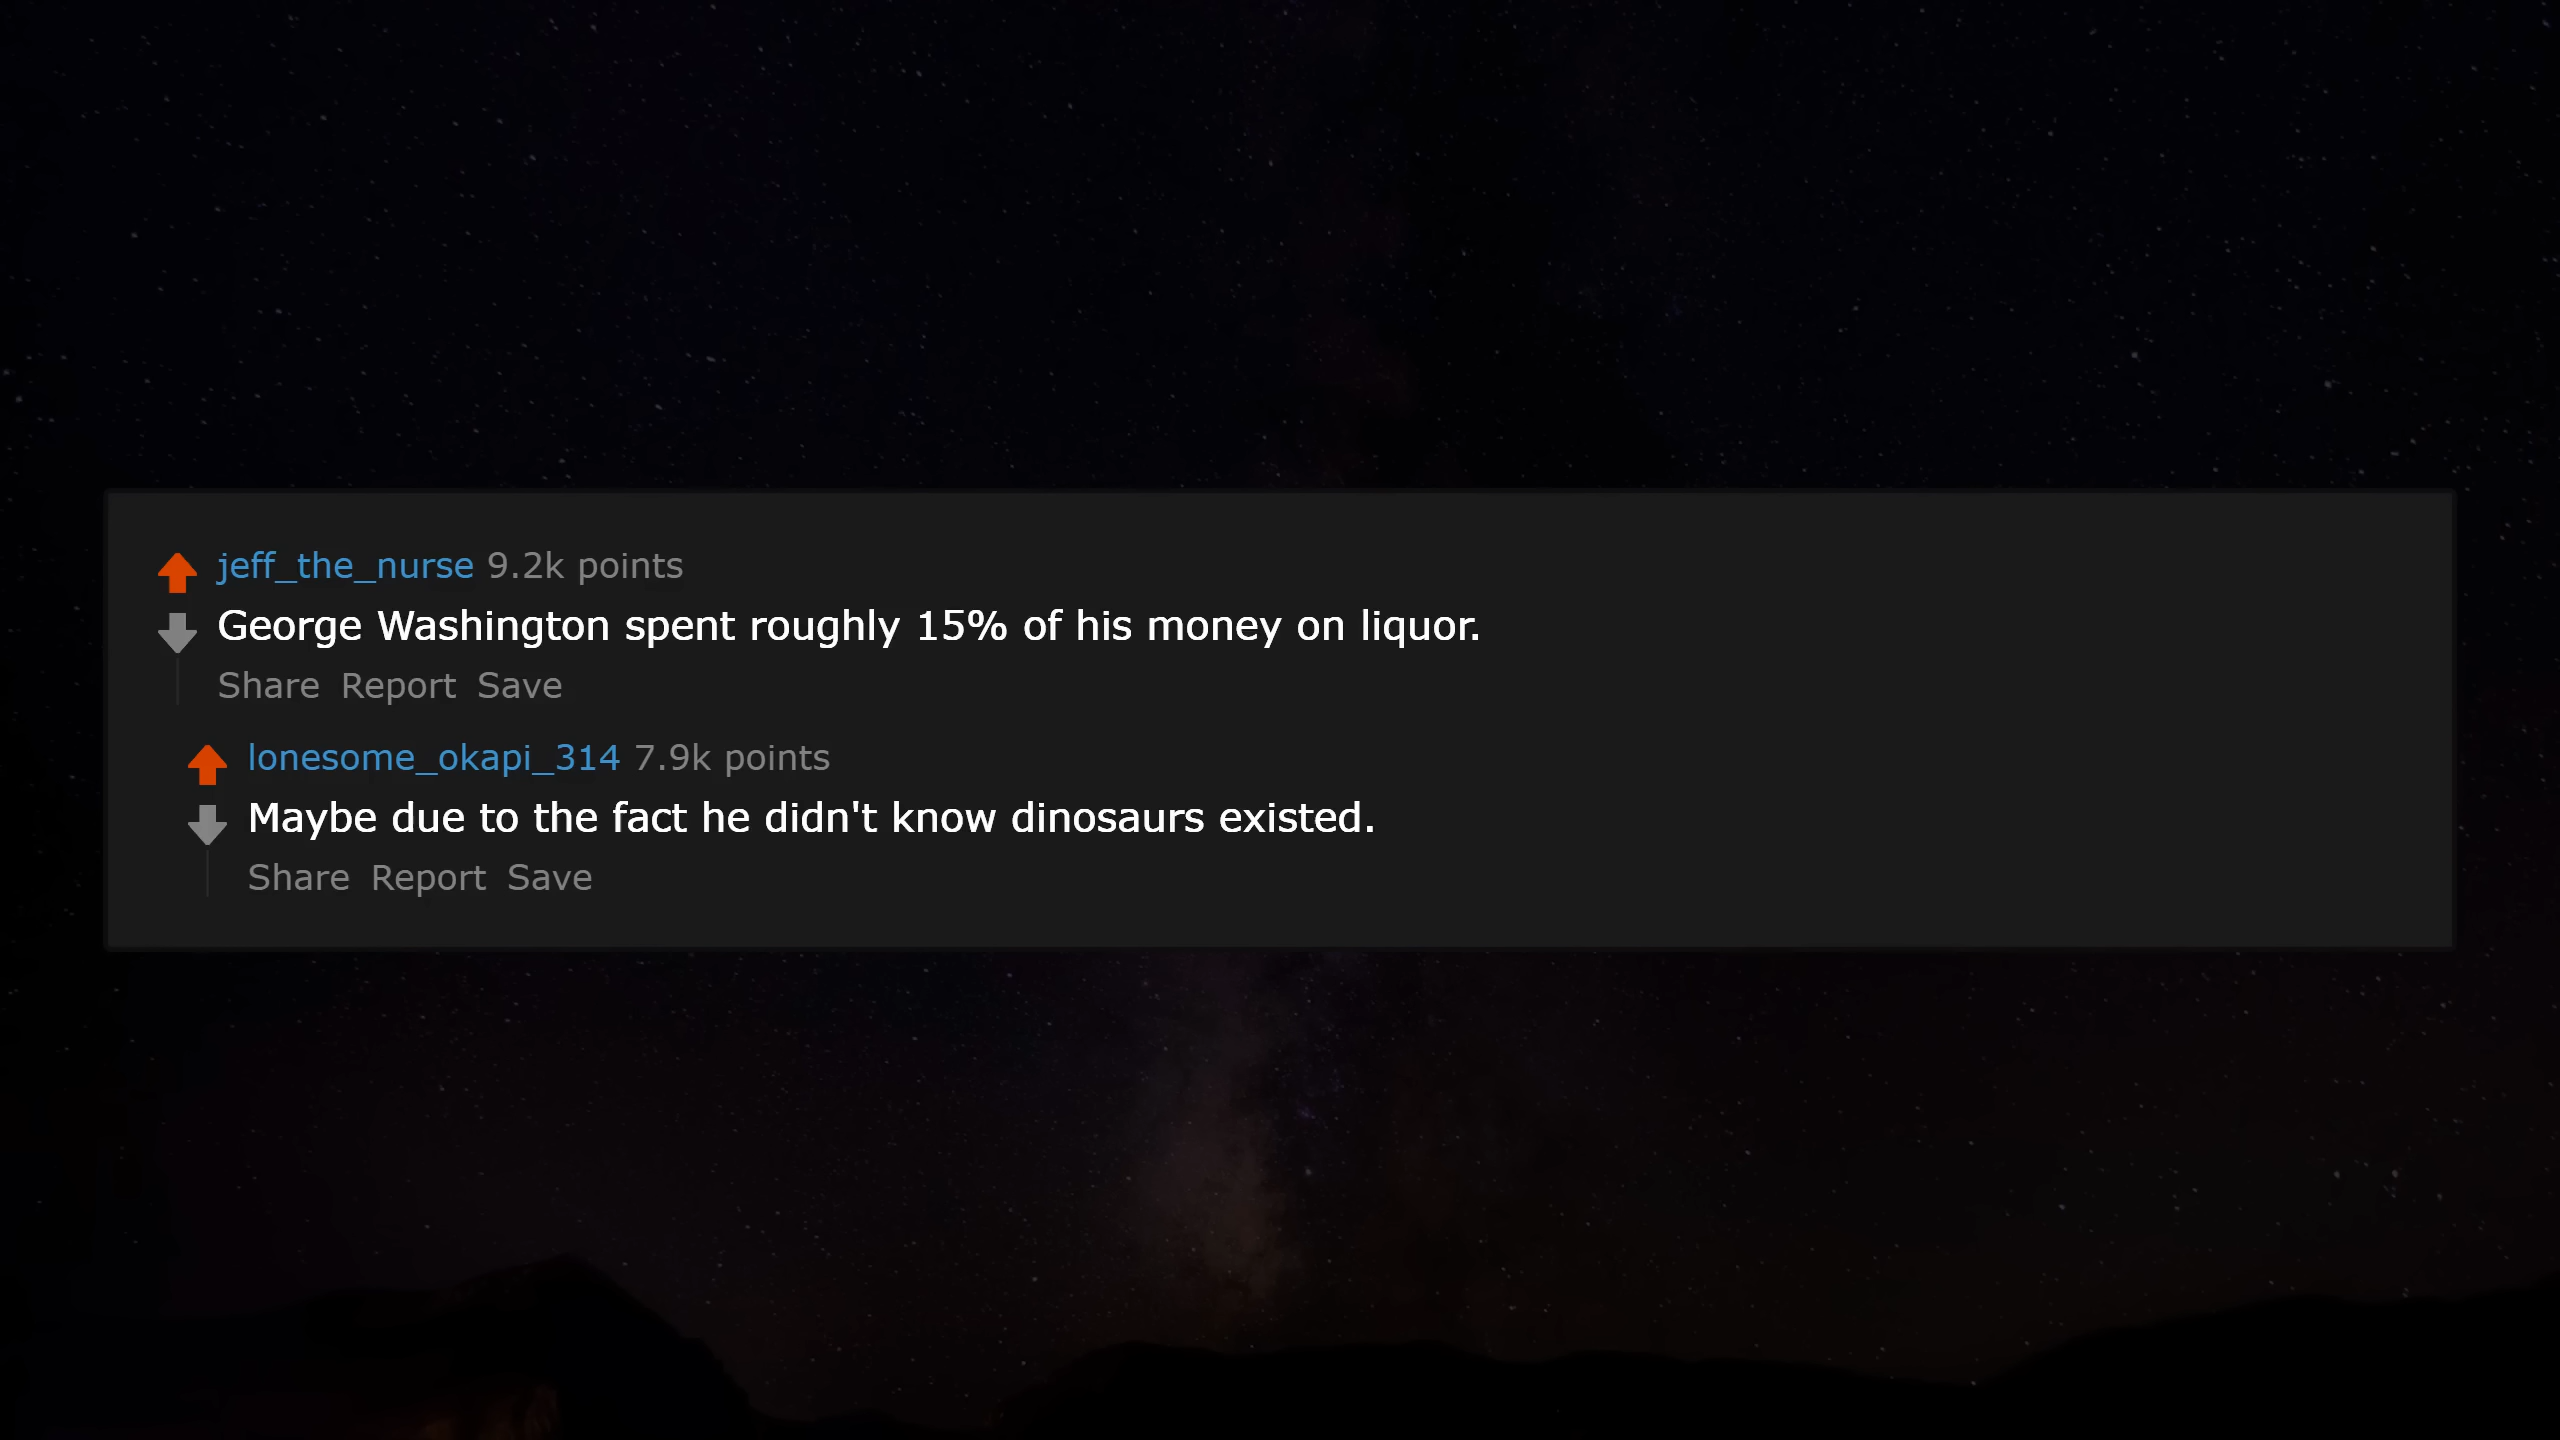 jeff_the_nurse 9.2k points
George Washington spent roughly 15% of his money on liquor.
Share Report Save
lonesome_okapi_314 7.9k points
Maybe due to the fact he didn't know dinosaurs existed.
Share Report Save